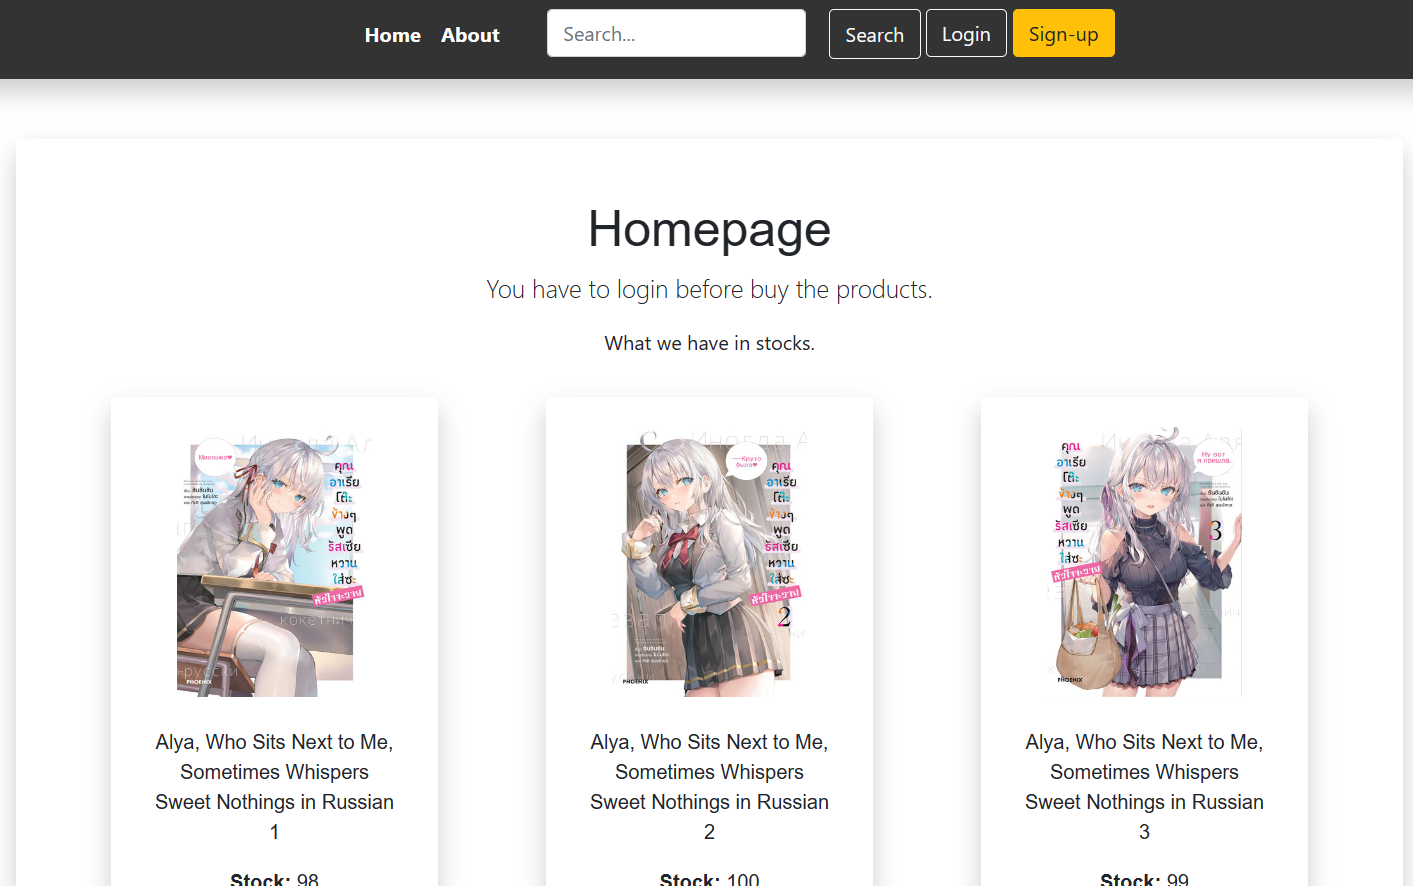 Home About Search... Search Login Sign-up
Homepage
You have to login before buy the products.
What we have in stocks.
Милашка♥
คุณ
อาเรีย
โต๊ะ
ข้างๆ
พูด
รัสเซีย
หวาน
ใส่ซะ
หัวใจจะวาย
кокетнич
-русски
PHOENIX
Alya, Who Sits Next to Me,
Sometimes Whispers
Sweet Nothings in Russian
1
Stock: 98
Иногда А
คุณ
อาเรีย
โต๊ะ
ข้างๆ
พูด
รัสเซีย
หวาน
ใส่ซะ
หัวใจจะวาย
2
PHOENIX
Alya, Who Sits Next to Me,
Sometimes Whispers
Sweet Nothings in Russian
2
Stock: 100
คุณ
อาเรีย
โต๊ะ
ข้างๆ
พูด
รัสเซีย
หวาน
ใส่ซะ
หัวใจจะวาย
Ну вот
3
PHOENIX
Alya, Who Sits Next to Me,
Sometimes Whispers
Sweet Nothings in Russian
3
Stock: 99